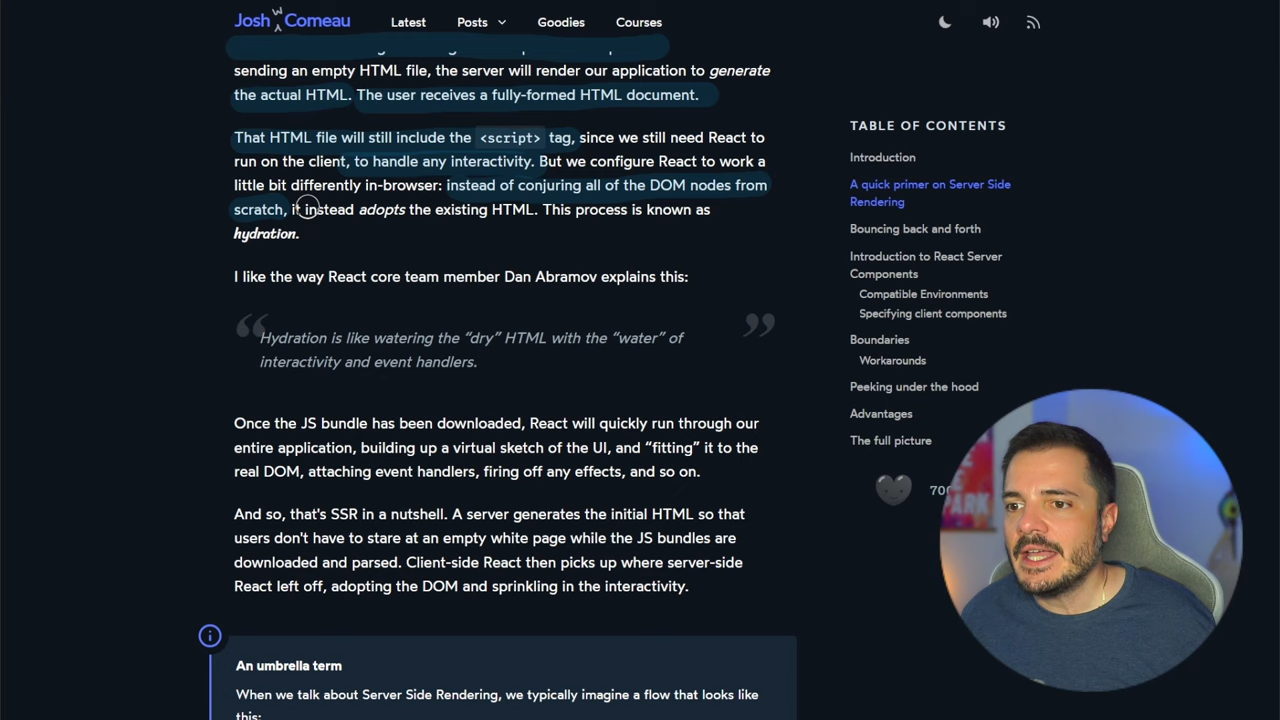 Josh W Comeau
Latest
Posts
Goodies
Courses
sending an empty HTML file, the server will render our application to generate
the actual HTML. The user receives a fully-formed HTML document.
That HTML file will still include the <script> tag, since we still need React to
run on the client, to handle any interactivity. But we configure React to work a
little bit differently in-browser: instead of conjuring all of the DOM nodes from
scratch, it instead adopts the existing HTML. This process is known as
hydration.
I like the way React core team member Dan Abramov explains this:
“Hydration is like watering the “dry” HTML with the “water” of
interactivity and event handlers.”
Once the JS bundle has been downloaded, React will quickly run through our
entire application, building up a virtual sketch of the UI, and “fitting” it to the
real DOM, attaching event handlers, firing off any effects, and so on.
And so, that's SSR in a nutshell. A server generates the initial HTML so that
users don't have to stare at an empty white page while the JS bundles are
downloaded and parsed. Client-side React then picks up where server-side
React left off, adopting the DOM and sprinkling in the interactivity.
An umbrella term
When we talk about Server Side Rendering, we typically imagine a flow that looks like
this:
TABLE OF CONTENTS
Introduction
A quick primer on Server Side
Rendering
Bouncing back and forth
Introduction to React Server
Components
Compatible Environments
Specifying client components
Boundaries
Workarounds
Peeking under the hood
Advantages
The full picture